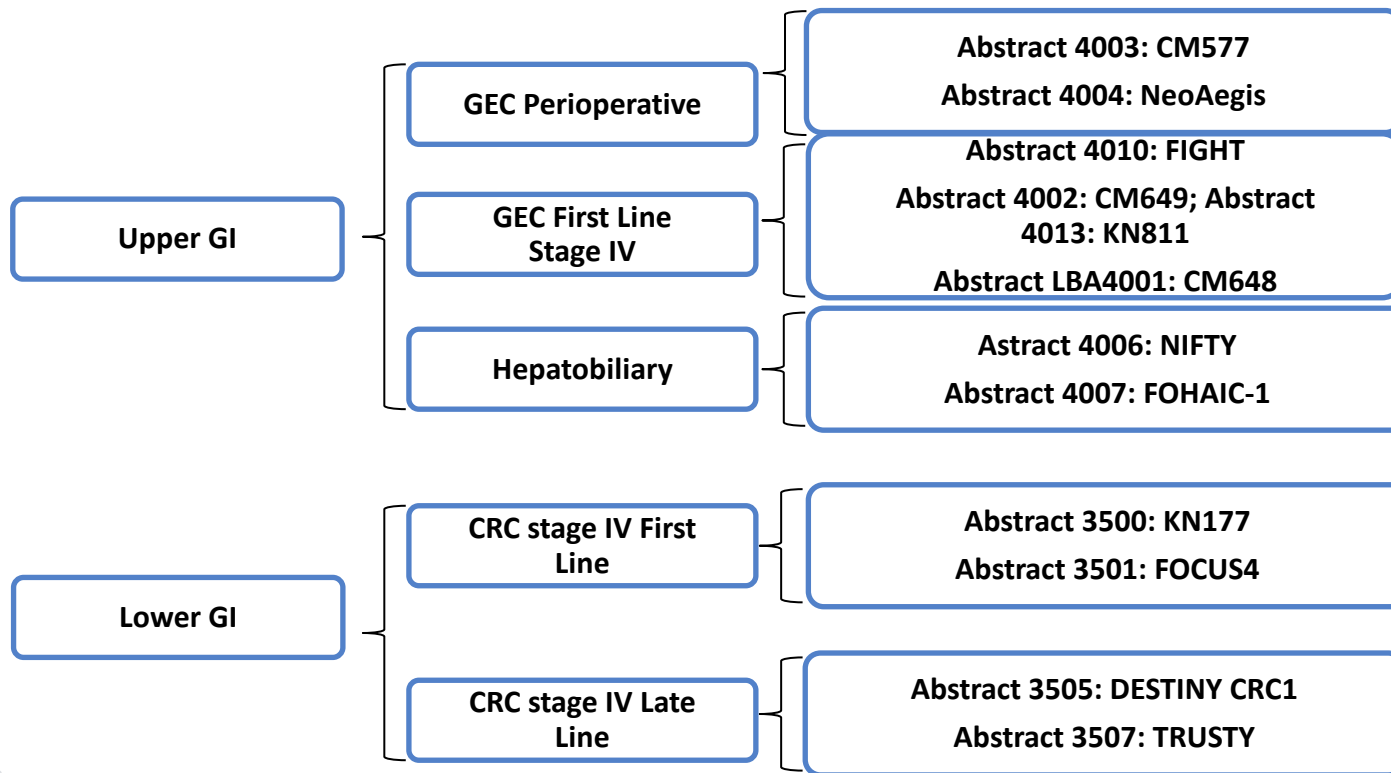 Upper GI
GEC Perioperative
Abstract 4003: CM577
Abstract 4004: NeoAegis
GEC First Line
Stage IV
Abstract 4010: FIGHT
Abstract 4002: CM649; Abstract
4013: KN811
Abstract LBA4001: CM648
Hepatobiliary
Astract 4006: NIFTY
Abstract 4007: FOHAIC-1
Lower GI
CRC stage IV First
Line
Abstract 3500: KN177
Abstract 3501: FOCUS4
CRC stage IV Late
Line
Abstract 3505: DESTINY CRC1
Abstract 3507: TRUSTY